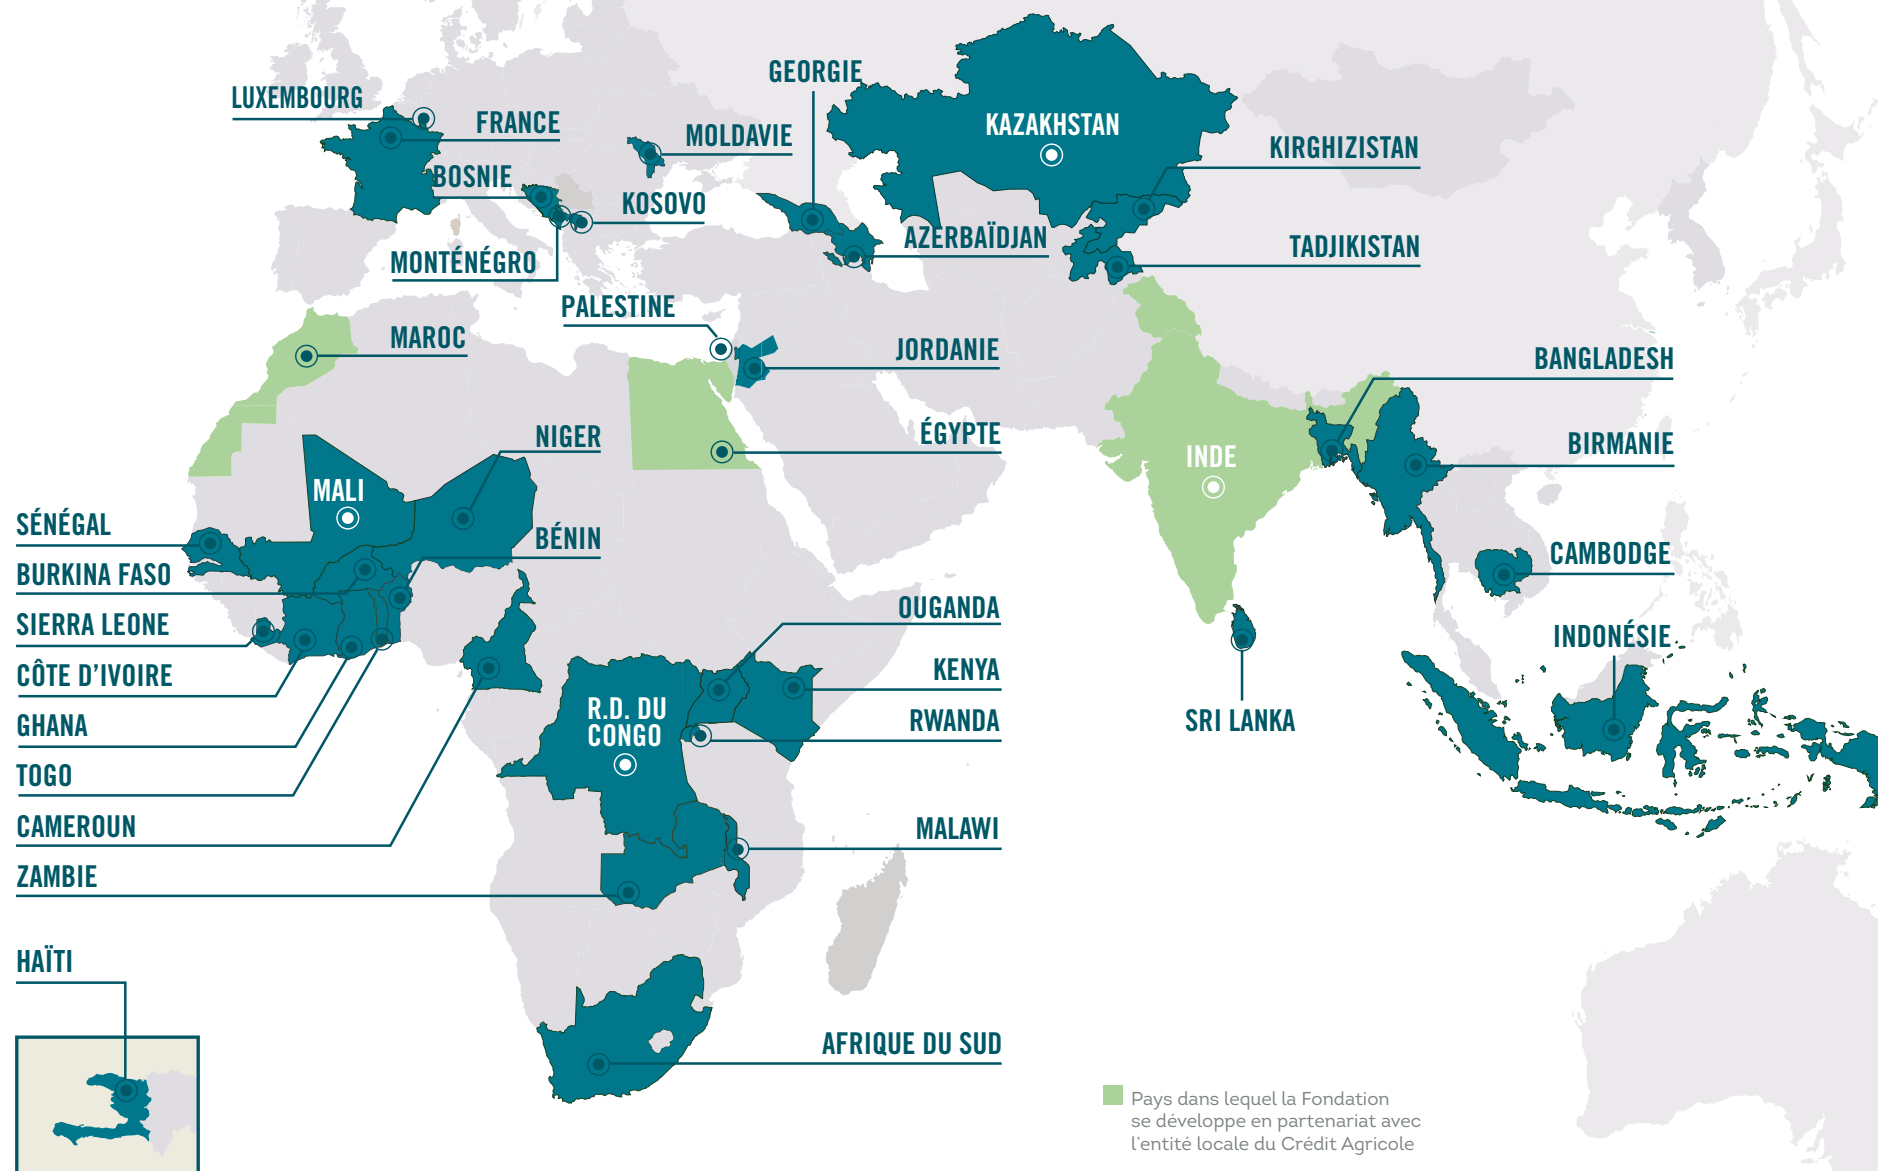 GEORGIE
LUXEMBOURG
FRANCE
MOLDAVIE
KAZAKHSTAN
KIRGHIZISTAN
BOSNIE
KOSOVO
AZERBAÏDJAN
TADJIKISTAN
MONTÉNÉGRO
PALESTINE
MAROC
JORDANIE
BANGLADESH
NIGER
ÉGYPTE
BIRMANIE
INDE
MALI
SÉNÉGAL
BÉNIN
CAMBODGE
BURKINA FASO
OUGANDA
SIERRA LEONE
INDONÉSIE
CÔTE D'IVOIRE
KENYA
R.D. DU
CONGO
GHANA
RWANDA
SRI LANKA
TOGO
CAMEROUN
MALAWI
ZAMBIE
HAÏTI
AFRIQUE DU SUD
Pays dans lequel la Fondation
se développe en partenariat avec
l'entité locale du Crédit Agricole